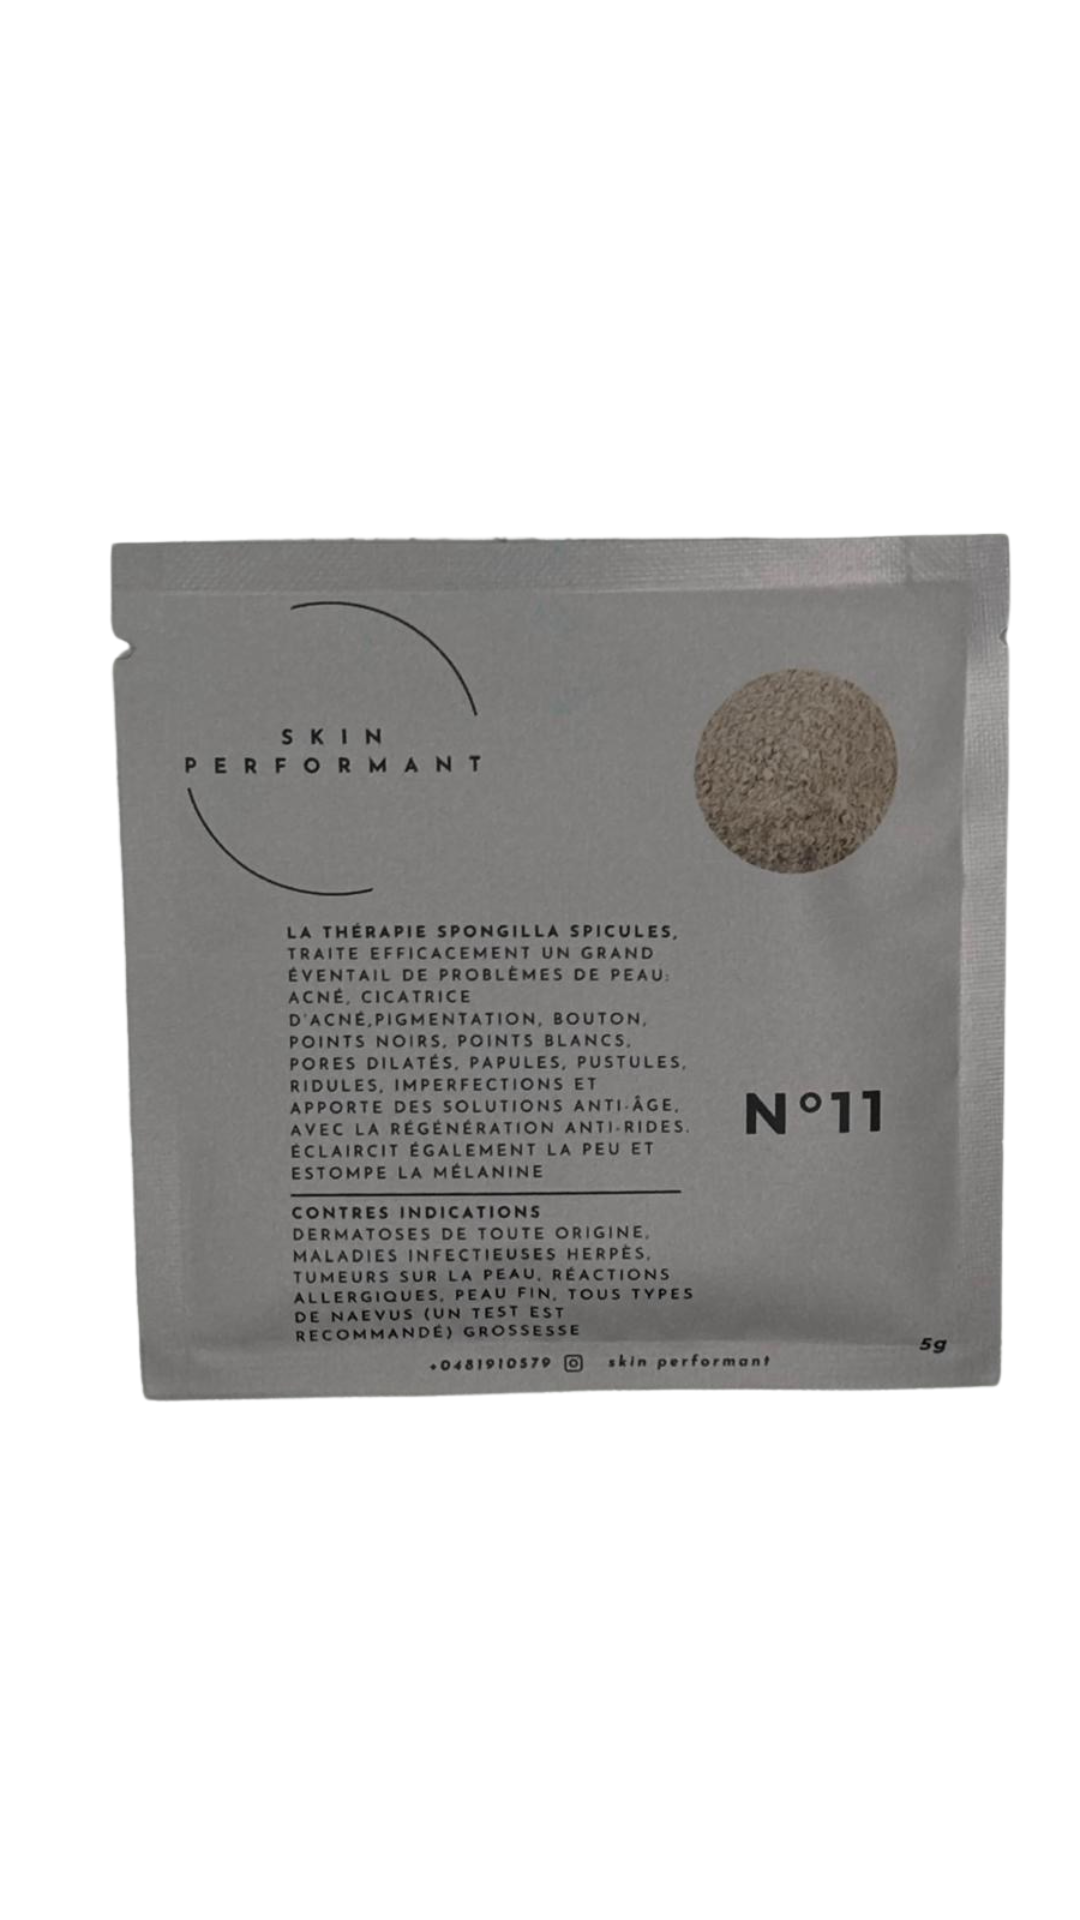 SKIN
PERFORMANT
LA THÉRAPIE SPONGILLA SPICULES,
TRAITE EFFICACEMENT UN GRAND
ÉVENTAIL DE PROBLÈMES DE PEAU:
ACNÉ, CICATRICE
D'ACNÉ,PIGMENTATION, BOUTON,
POINTS NOIRS, POINTS BLANCS,
PORES DILATÉS, PAPULES, PUSTULES,
RIDULES, IMPERFECTIONS ET
APPORTE DES SOLUTIONS ANTI-ÂGE,
AVEC LA RÉGÉNÉRATION ANTI-RIDES.
ÉCLAIRCIT ÉGALEMENT LA PEU ET
ESTOMPE LA MÉLANINE
N°11
CONTRES INDICATIONS
DERMATOSES DE TOUTE ORIGINE,
MALADIES INFECTIEUSES HERPÈS,
TUMEURS SUR LA PEAU, RÉACTIONS
ALLERGIQUES, PEAU FIN, TOUS TYPES
DE NAEVUS (UN TEST EST
RECOMMANDÉ) GROSSESSE
5g
+0481910579 skin performant